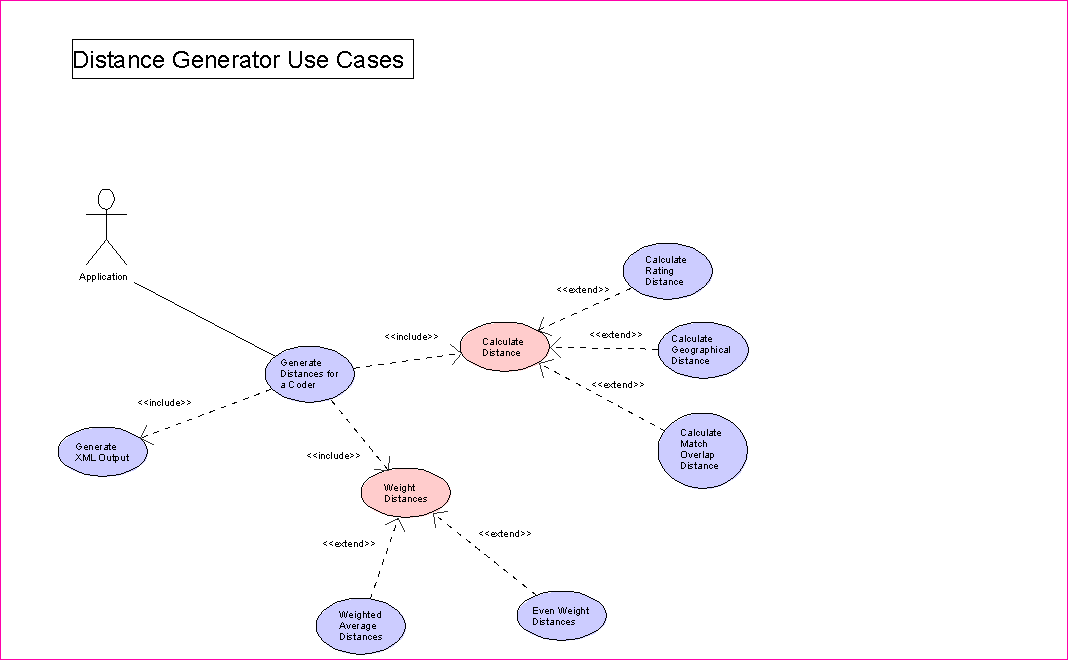 Distance Generator Use Cases
Application
Calculate
Rating
Distance
<<extend>>
<<include>>
Calculate
Distance
<<extend>>
Calculate
Geographical
Distance
Generate
Distances for
a Coder
<<extend>>
<<include>>
Calculate
Match
Overlap
Distance
Generate
XML Output
<<include>>
Weight
Distances
<<extend>>
<<extend>>
Weighted
Average
Distances
Even Weight
Distances